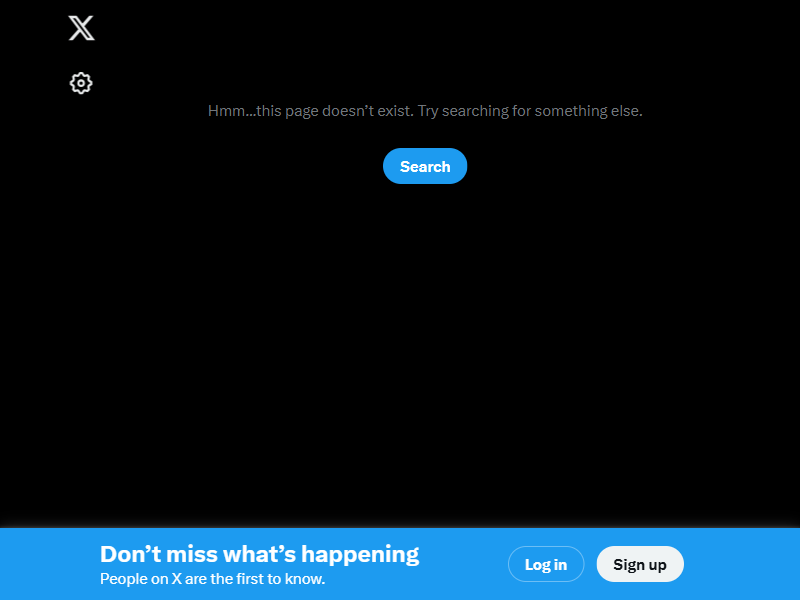 Hmm...this page doesn’t exist. Try searching for something else.
Search
Don’t miss what’s happening
People on X are the first to know.
Log in
Sign up